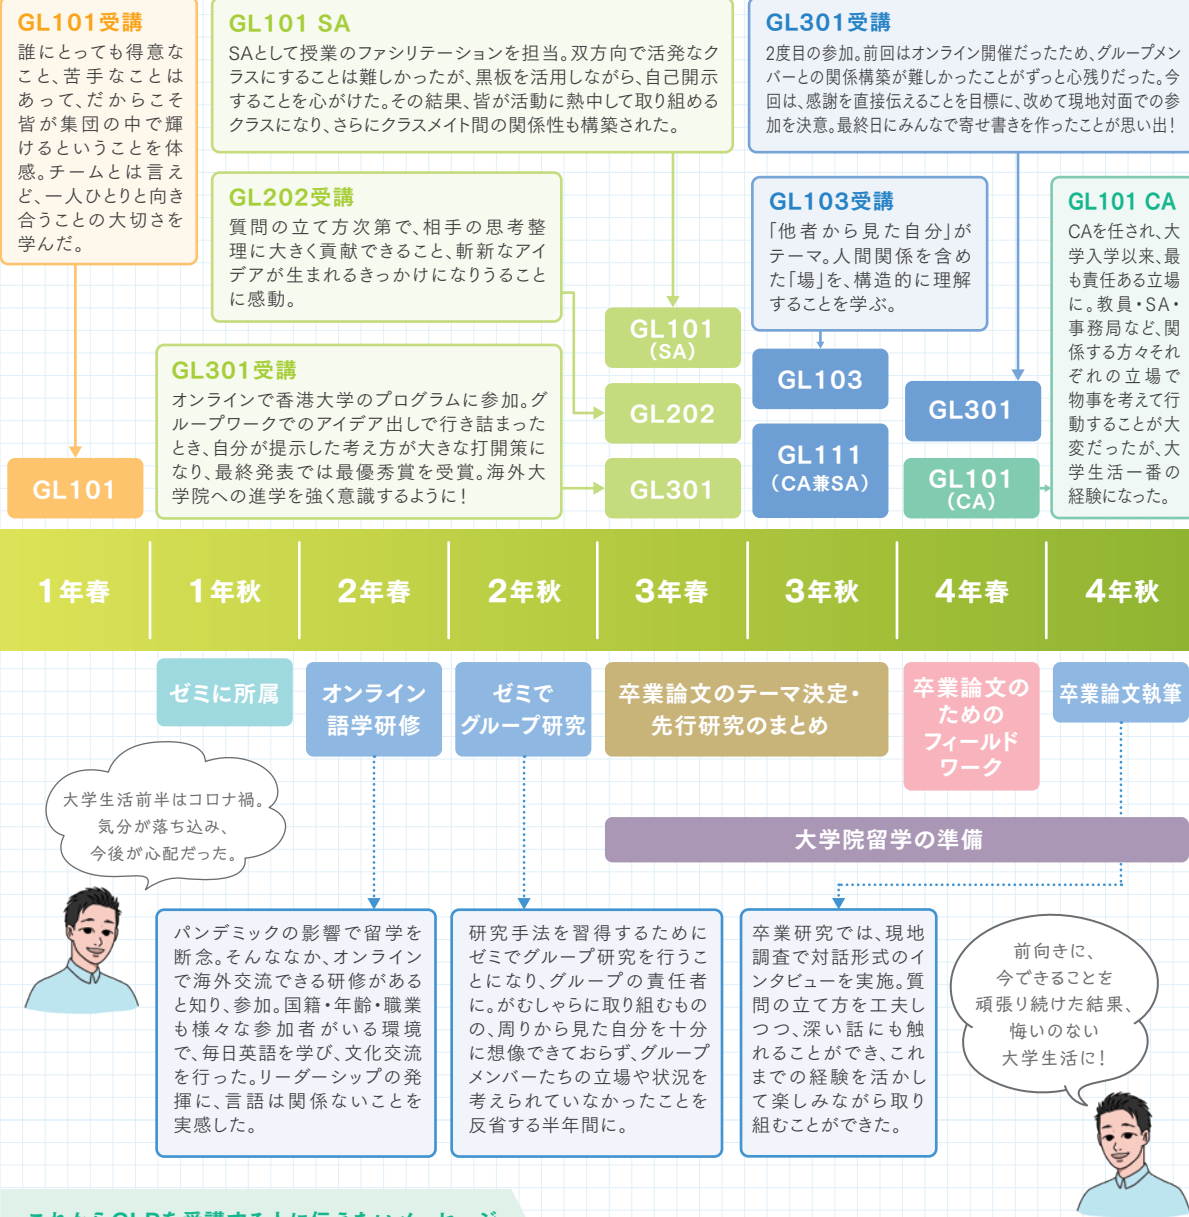 GL101受講
誰にとっても得意な
こと、苦手なことは
あって、だからこそ
皆が集団の中で輝
けるということを体
感。チームとは言え
ど、一人ひとりと向き
合うことの大切さを
学んだ。
GL101 SA
SAとして授業のファシリテーションを担当。双方向で活発なク
ラスにすることは難しかったが、黒板を活用しながら、自己開示
することを心がけた。その結果、皆が活動に熱中して取り組める
クラスになり、さらにクラスメイト間の関係性も構築された。
GL301受講
2度目の参加。前回はオンライン開催だったため、グループメン
バーとの関係構築が難しかったことがずっと心残りだった。今
回は、感謝を直接伝えることを目標に、改めて現地対面での参
加を決意。最終日にみんなで寄せ書きを作ったことが思い出!
GL202受講
質問の立て方次第で、相手の思考整
理に大きく貢献できること、斬新なアイ
デアが生まれるきっかけになりうること
に感動。
GL103受講
「他者から見た自分」が
テーマ。人間関係を含め
た「場」を、構造的に理解
することを学ぶ。
GL101 CA
CAを任され、大
学入学以来、最
も責任ある立場
に。教員・SA・
事務局など、関
係する方々それ
ぞれの立場で
物事を考えて行
動することが大
変だったが、大
学生活一番の
経験になった。
GL301受講
オンラインで香港大学のプログラムに参加。グ
ループワークでのアイデア出しで行き詰まった
とき、自分が提示した考え方が大きな打開策に
なり、最終発表では最優秀賞を受賞。海外大
学院への進学を強く意識するように!
GL101
GL101
(SA)
GL202
GL301
GL103
GL111
(CA兼SA)
GL301
GL101
(CA)
1年春
1年秋
2年春
2年秋
3年春
3年秋
4年春
4年秋
ゼミに所属
オンライン
語学研修
ゼミで
グループ研究
卒業論文のテーマ決定・
先行研究のまとめ
卒業論文の
ための
フィールド
ワーク
卒業論文執筆
大学院留学の準備
大学生活前半はコロナ禍。
気分が落ち込み、
今後が心配だった。
パンデミックの影響で留学を
断念。そんななか、オンライン
で海外交流できる研修がある
と知り、参加。国籍・年齢・職業
も様々な参加者がいる環境
で、毎日英語を学び、文化交流
を行った。リーダーシップの発
揮に、言語は関係ないことを
実感した。
研究手法を習得するために
ゼミでグループ研究を行うこ
とになり、グループの責任者
に。がむしゃらに取り組むもの
の、周りから見た自分を十分
に想像できておらず、グループ
メンバーたちの立場や状況を
考えられていなかったことを
反省する半年間に。
卒業研究では、現地
調査で対話形式のイ
ンタビューを実施。質
問の立て方を工夫し
つつ、深い話にも触
れることができ、これ
までの経験を活かし
て楽しみながら取り
組むことができた。
前向きに、
今できることを
頑張り続けた結果、
悔いのない
大学生活に!
これからGLPを受講する人に伝えたいメッセージ